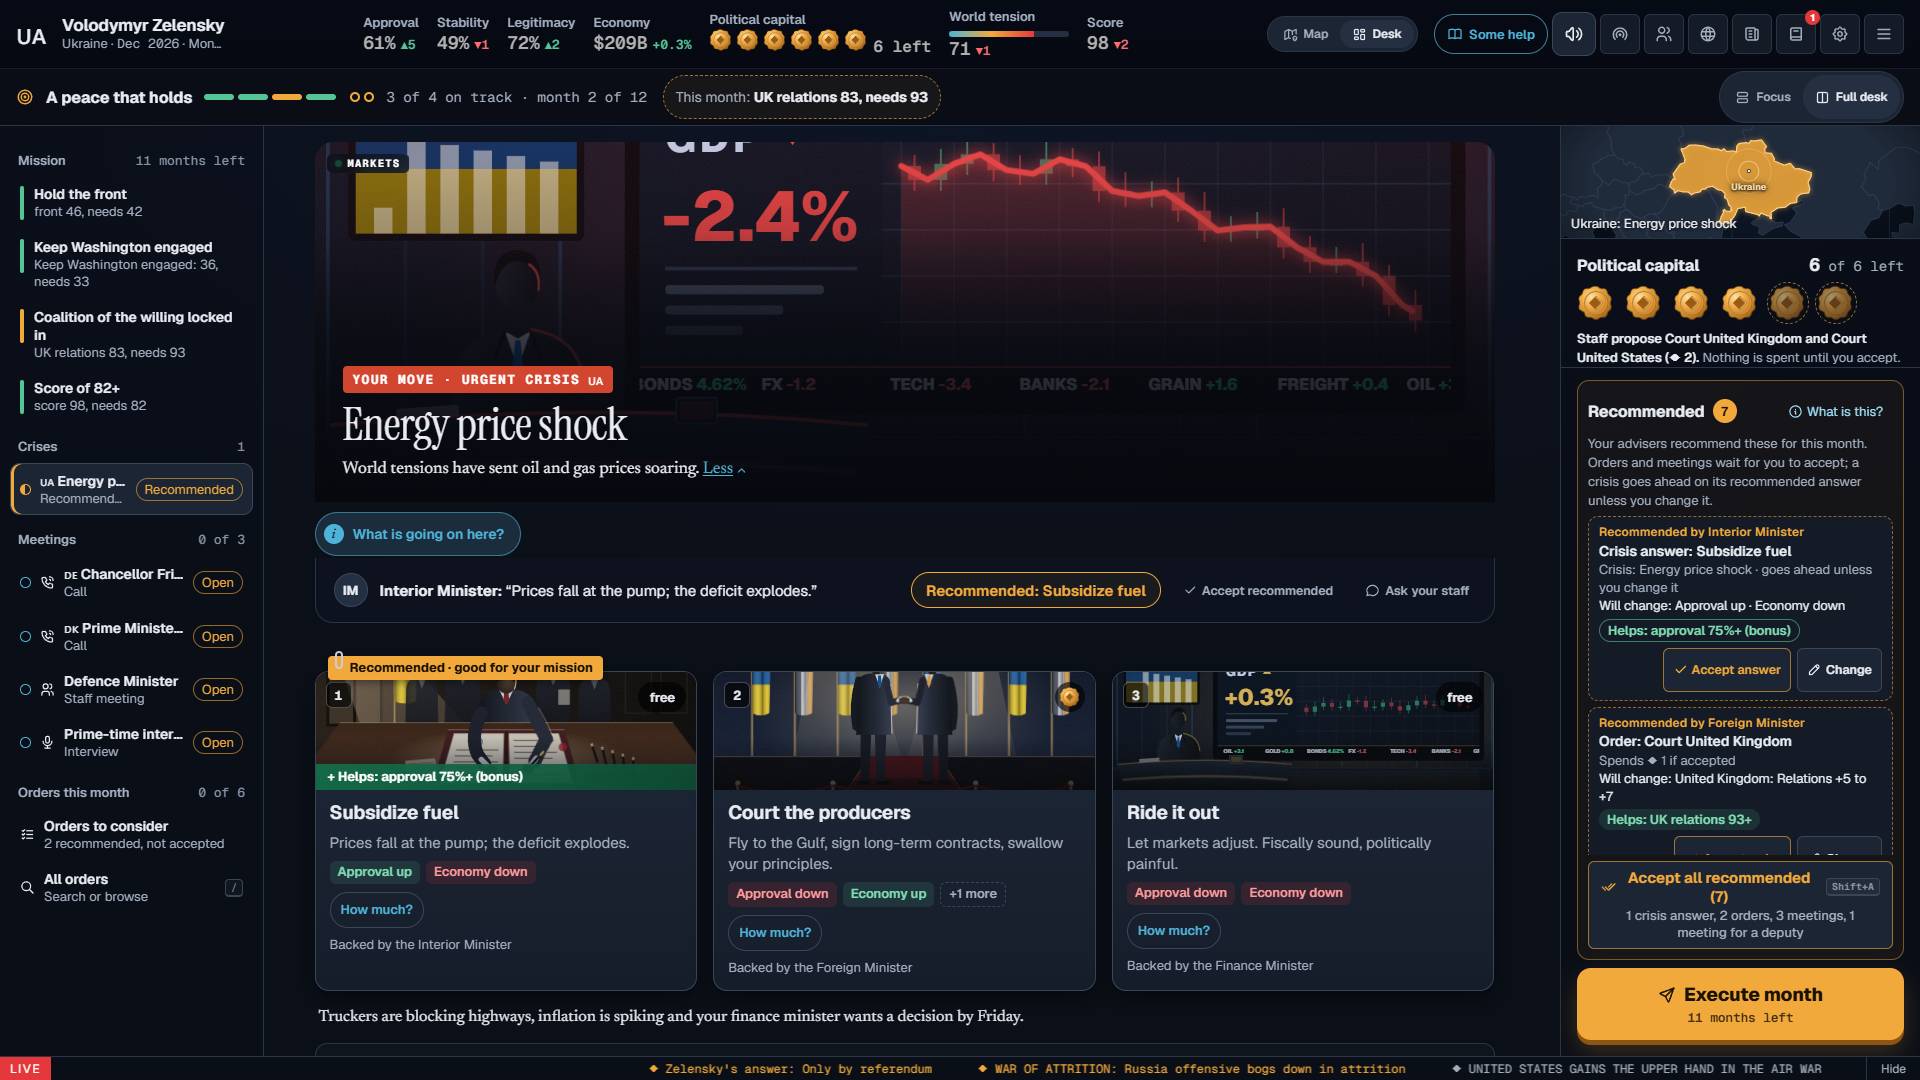 UA
Volodymyr Zelensky
Ukraine · Dec 2026 · Mon…
Approval
61% ▴5
Stability
49% ▾1
Legitimacy
72% ▴2
Economy
$209B +0.3%
Political capital
6 left
World tension
71 ▾1
Score
98 ▾2
Map
Desk
Some help
1
A peace that holds
3 of 4 on track · month 2 of 12
This month: UK relations 83, needs 93
Focus
Full desk
Mission
11 months left
Hold the front
front 46, needs 42
Keep Washington engaged
Keep Washington engaged: 36,
needs 33
Coalition of the willing locked
in
UK relations 83, needs 93
Score of 82+
score 98, needs 82
Crises
1
UA Energy p…
Recommend…
Recommended
Meetings
0 of 3
DE Chancellor Fri…
Call
Open
DK Prime Ministe…
Call
Open
Defence Minister
Staff meeting
Open
Prime-time inter…
Interview
Open
Orders this month
0 of 6
Orders to consider
2 recommended, not accepted
All orders
Search or browse
/
MARKETS
GDP
-2.4%
BONDS 4.62%
FX -1.2
TECH -3.4
BANKS -2.1
GRAIN +1.6
FREIGHT +0.4
OIL +3
YOUR MOVE · URGENT CRISIS UA
Energy price shock
World tensions have sent oil and gas prices soaring. Less
What is going on here?
IM
Interior Minister: “Prices fall at the pump; the deficit explodes.”
Recommended: Subsidize fuel
Accept recommended
Ask your staff
Recommended · good for your mission
1
free
+ Helps: approval 75%+ (bonus)
Subsidize fuel
Prices fall at the pump; the deficit explodes.
Approval up
Economy down
How much?
Backed by the Interior Minister
2
Court the producers
Fly to the Gulf, sign long-term contracts, swallow
your principles.
Approval down
Economy up
+1 more
How much?
Backed by the Foreign Minister
3
GDP
+0.3%
free
OIL +3.1
GOLD +0.8
BONDS 4.62%
FX -1.2
TECH -3.4
BANKS -2.1
Ride it out
Let markets adjust. Fiscally sound, politically
painful.
Approval down
Economy down
How much?
Backed by the Finance Minister
Truckers are blocking highways, inflation is spiking and your finance minister wants a decision by Friday.
Ukraine
Ukraine: Energy price shock
Political capital
6 of 6 left
Staff propose Court United Kingdom and Court
United States (◆ 2). Nothing is spent until you accept.
Recommended 7
What is this?
Your advisers recommend these for this month.
Orders and meetings wait for you to accept; a
crisis goes ahead on its recommended answer
unless you change it.
Recommended by Interior Minister
Crisis answer: Subsidize fuel
Crisis: Energy price shock · goes ahead unless
you change it
Will change: Approval up · Economy down
Helps: approval 75%+ (bonus)
Accept answer
Change
Recommended by Foreign Minister
Order: Court United Kingdom
Spends ◆ 1 if accepted
Will change: United Kingdom: Relations +5 to
+7
Helps: UK relations 93+
Accept all recommended
(7)
Shift+A
1 crisis answer, 2 orders, 3 meetings, 1
meeting for a deputy
Execute month
11 months left
LIVE
◆ Zelensky's answer: Only by referendum
◆ WAR OF ATTRITION: Russia offensive bogs down in attrition
◆ UNITED STATES GAINS THE UPPER HAND IN THE AIR WAR
Hide